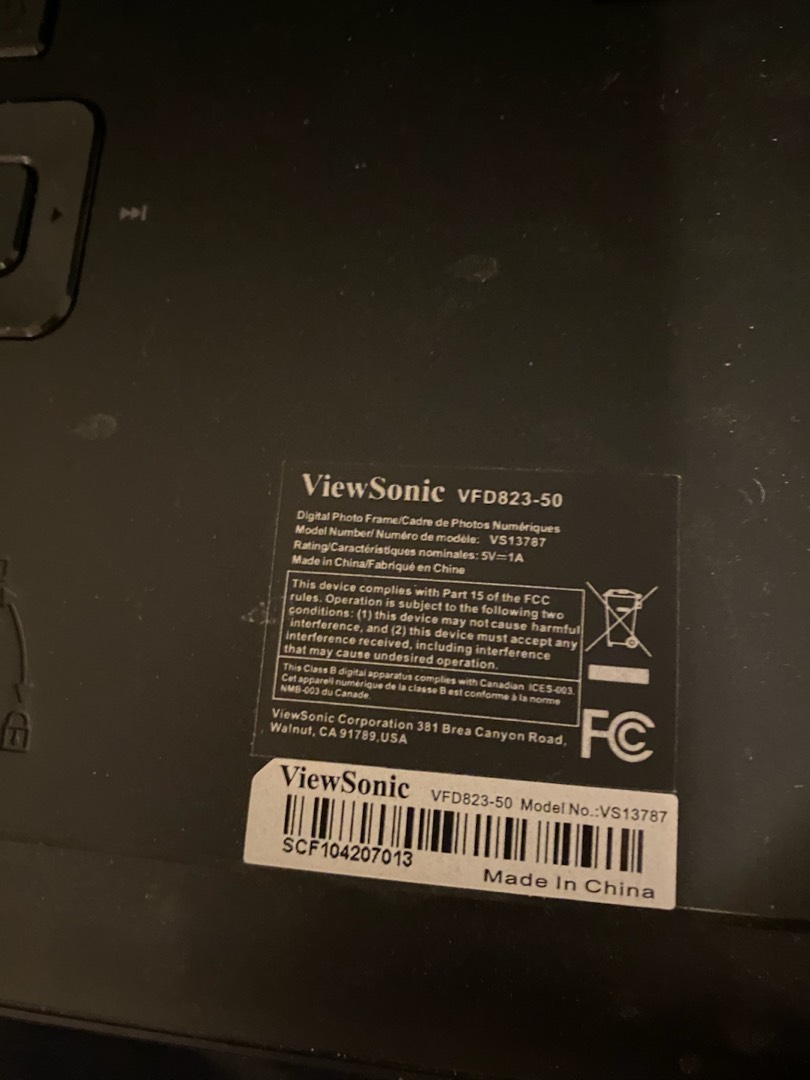 ViewSonic VFD823-50
Digital Photo Frame/Cadre de Photos Numériques
Model Number/ Numéro de modèle: VS13787
Rating/Caractéristiques nominales: 5V⎓1A
Made in China/Fabriqué en Chine
This device complies with Part 15 of the FCC
rules. Operation is subject to the following two
conditions: (1) this device may not cause harmful
interference, and (2) this device must accept any
interference received, including interference
that may cause undesired operation.
This Class B digital apparatus complies with Canadian ICES-003.
Cet appareil numérique de la classe B est conforme à la norme
NMB-003 du Canada.
FC
ViewSonic Corporation 381 Brea Canyon Road,
Walnut, CA 91789,USA
ViewSonic VFD823-50 Model No.:VS13787
SCF104207013
Made In China